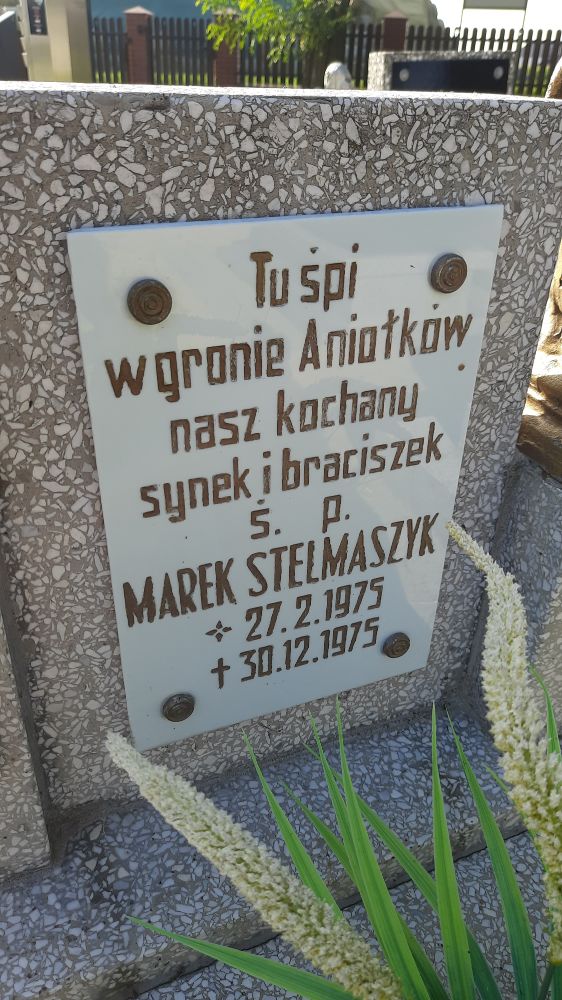 Tu śpi
w gronie Aniołków
nasz kochany
synek i braciszek
ś. p.
MAREK STELMASZYK
27.2.1975
30.12.1975